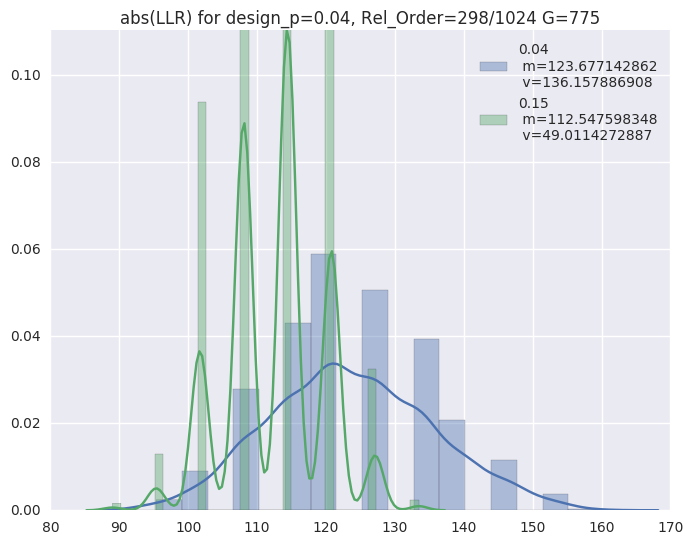 abs(LLR) for design_p=0.04, Rel_Order=298/1024 G=775
0.04
m=123.677142862
v=136.157886908
0.15
m=112.547598348
v=49.0114272887
0.10
0.08
0.06
0.04
0.02
0.00
80 90 100 110 120 130 140 150 160 170